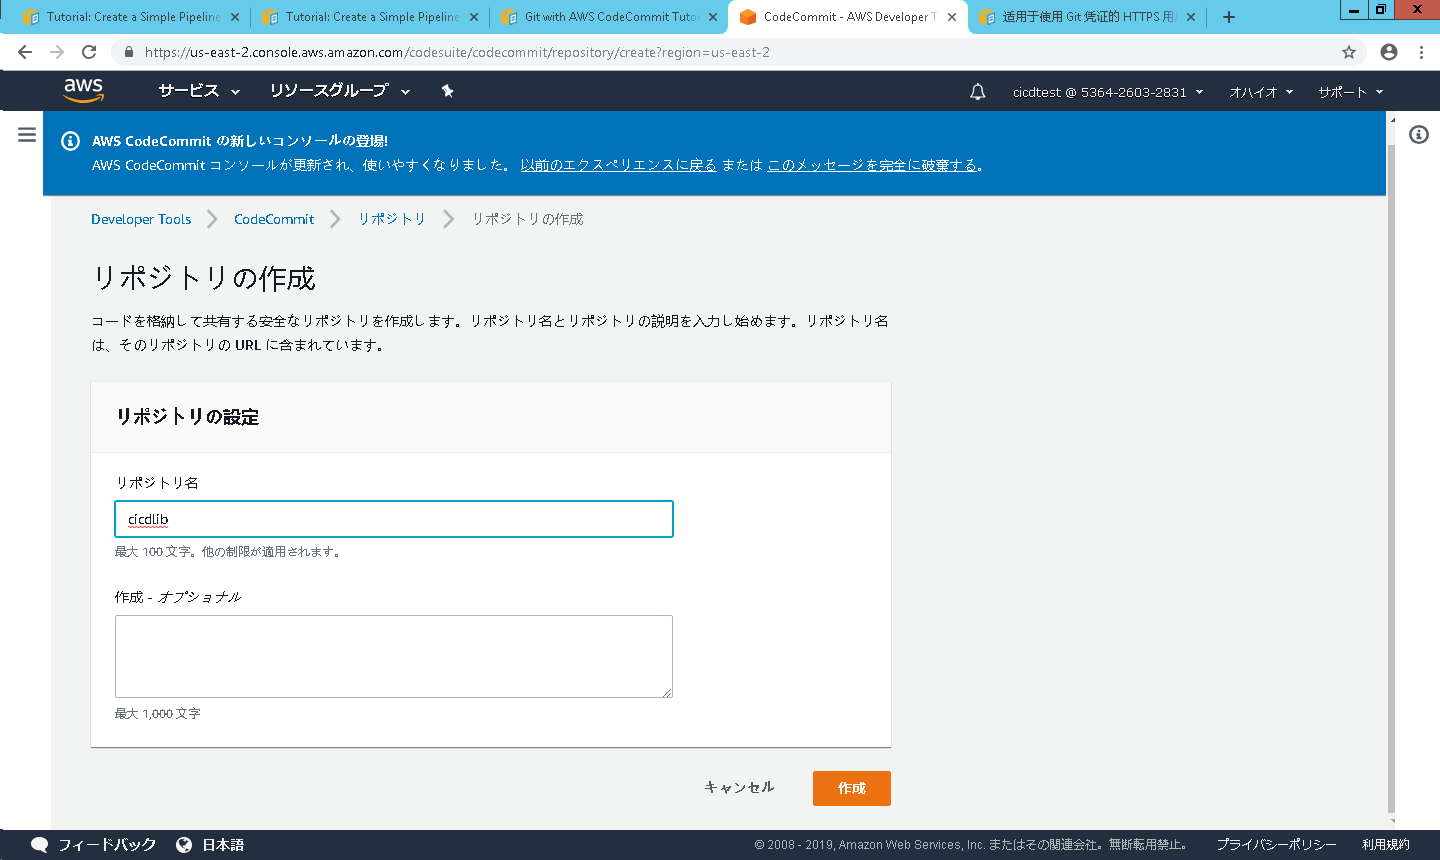 Tutorial: Create a Simple Pipeline
Tutorial: Create a Simple Pipeline
Git with AWS CodeCommit Tuto
CodeCommit - AWS Developer T
适用于使用 Git 凭证的 HTTPS 用
https://us-east-2.console.aws.amazon.com/codesuite/codecommit/repository/create?region=us-east-2
aws
サービス
リソースグループ
cicdtest @ 5364-2603-2831
オハイオ
サポート
AWS CodeCommit の新しいコンソールの登場!
AWS CodeCommit コンソールが更新され、使いやすくなりました。 以前のエクスペリエンスに戻る または このメッセージを完全に破棄する。
Developer Tools
CodeCommit
リポジトリ
リポジトリの作成
リポジトリの作成
コードを格納して共有する安全なリポジトリを作成します。リポジトリ名とリポジトリの説明を入力し始めます。リポジトリ名
は、そのリポジトリの URL に含まれています。
リポジトリの設定
リポジトリ名
cicdlib
最大 100 文字。他の制限が適用されます。
作成 - オプショナル
最大 1,000 文字
キャンセル
作成
フィードバック
日本語
© 2008 - 2019, Amazon Web Services, Inc. またはその関連会社。無断転用禁止。
プライバシーポリシー
利用規約